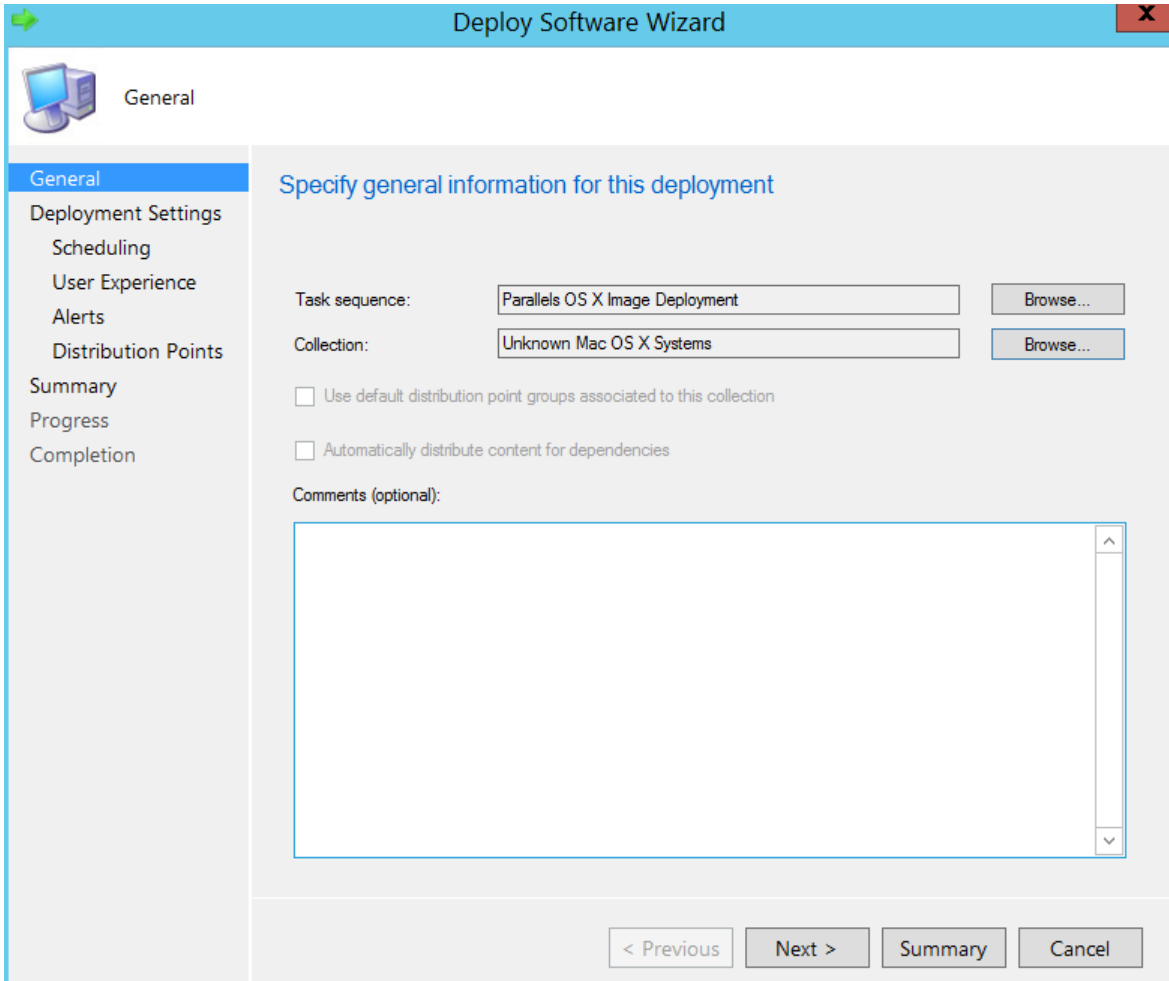 Deploy Software Wizard
X
General
General
Deployment Settings
Scheduling
User Experience
Alerts
Distribution Points
Summary
Progress
Completion
Specify general information for this deployment
Task sequence: Parallels OS X Image Deployment Browse...
Collection: Unknown Mac OS X Systems Browse...
Use default distribution point groups associated to this collection
Automatically distribute content for dependencies
Comments (optional):
< Previous Next > Summary Cancel